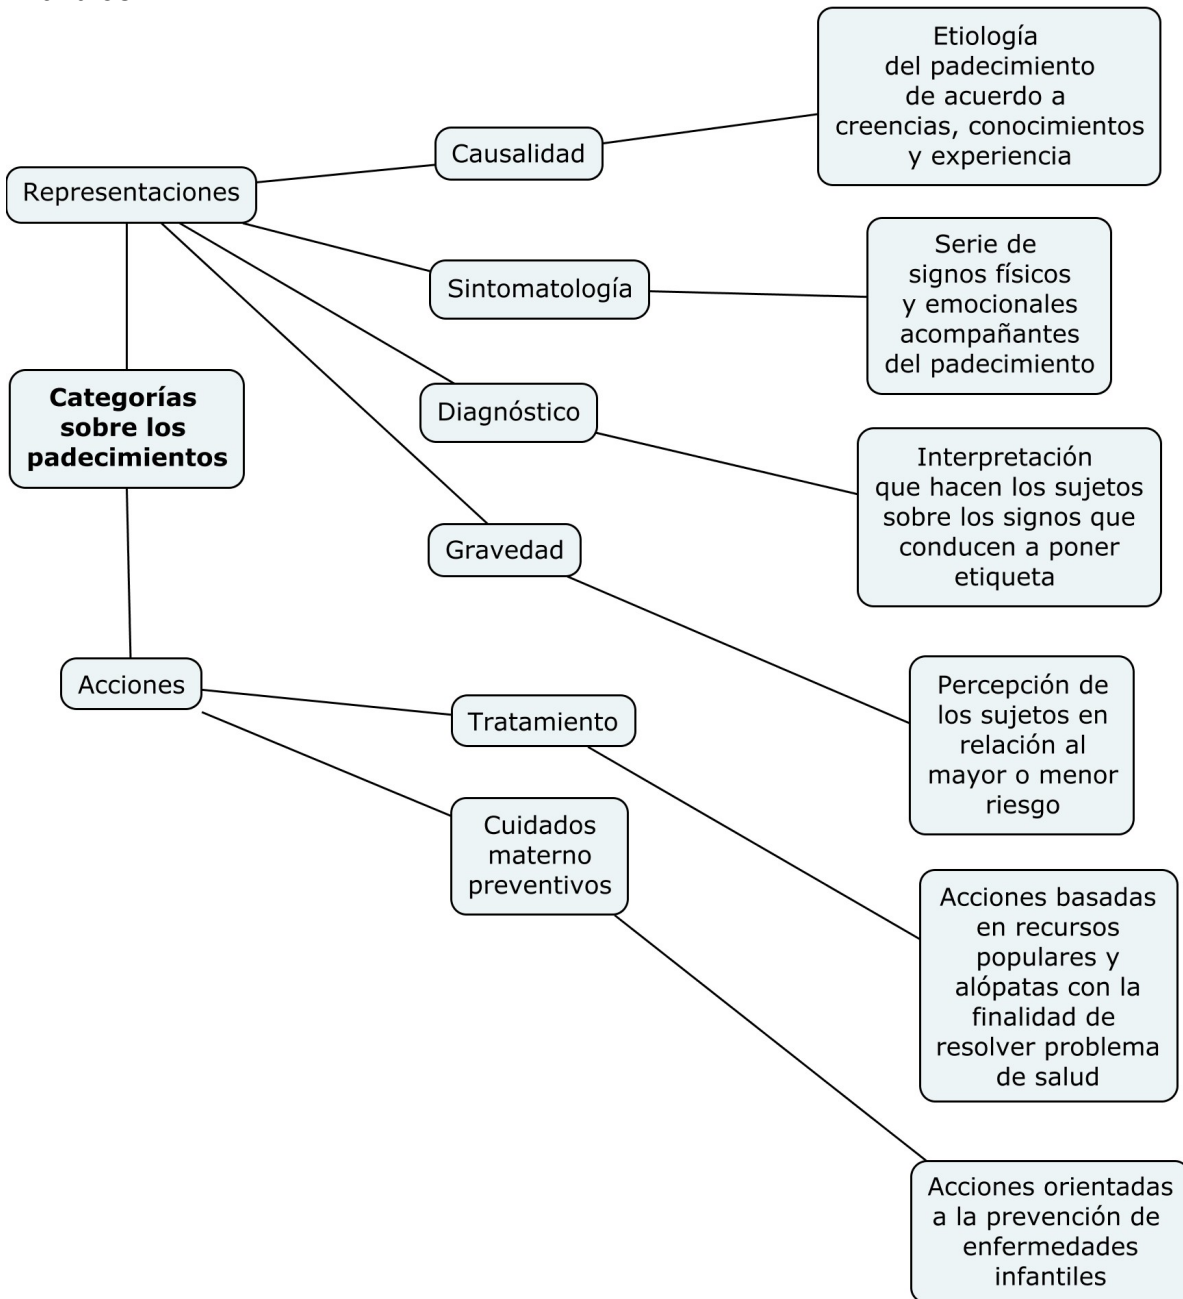 Etiología
del padecimiento
de acuerdo a
creencias, conocimientos
y experiencia
Causalidad
Representaciones
Serie de
signos físicos
y emocionales
acompañantes
del padecimiento
Sintomatología
Categorías
sobre los
padecimientos
Diagnóstico
Interpretación
que hacen los sujetos
sobre los signos que
conducen a poner
etiqueta
Gravedad
Percepción de
los sujetos en
relación al
mayor o menor
riesgo
Acciones
Tratamiento
Cuidados
materno
preventivos
Acciones basadas
en recursos
populares y
alópatas con la
finalidad de
resolver problema
de salud
Acciones orientadas
a la prevención de
enfermedades
infantiles